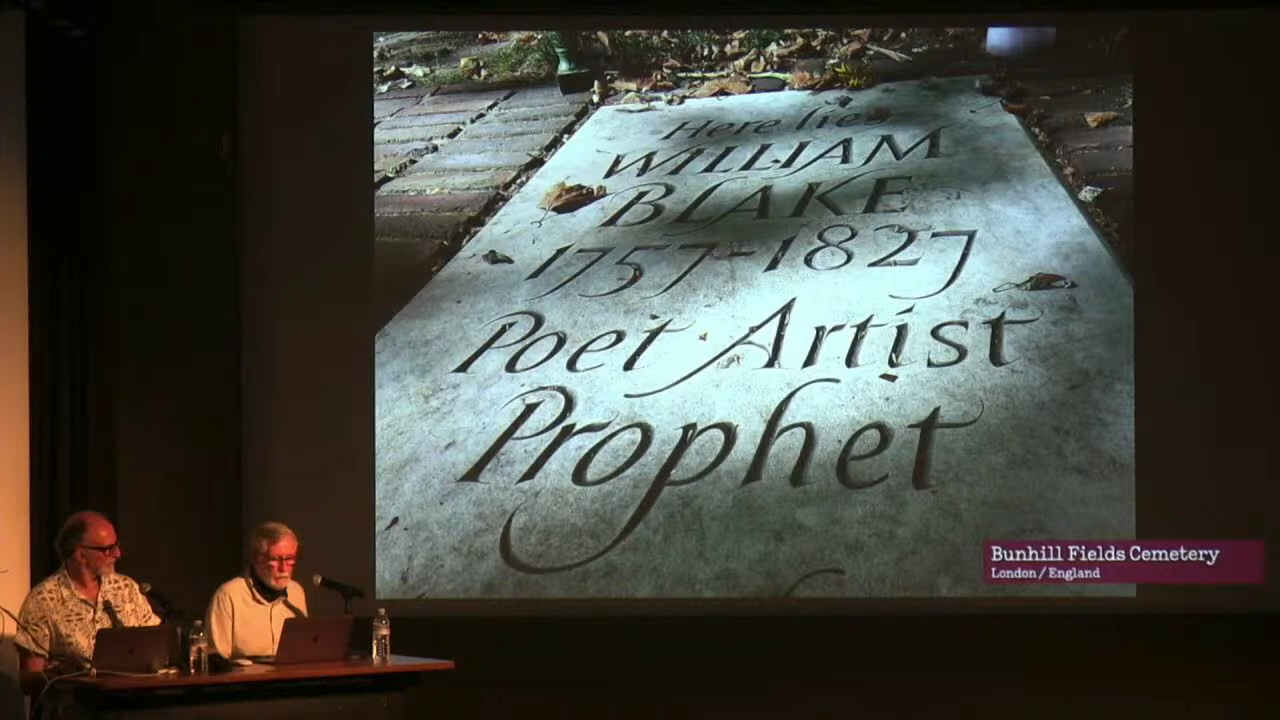 Here lies
WILLIAM
BLAKE
1757-1827
Poet Artist
Prophet
Bunhill Fields Cemetery
London/England